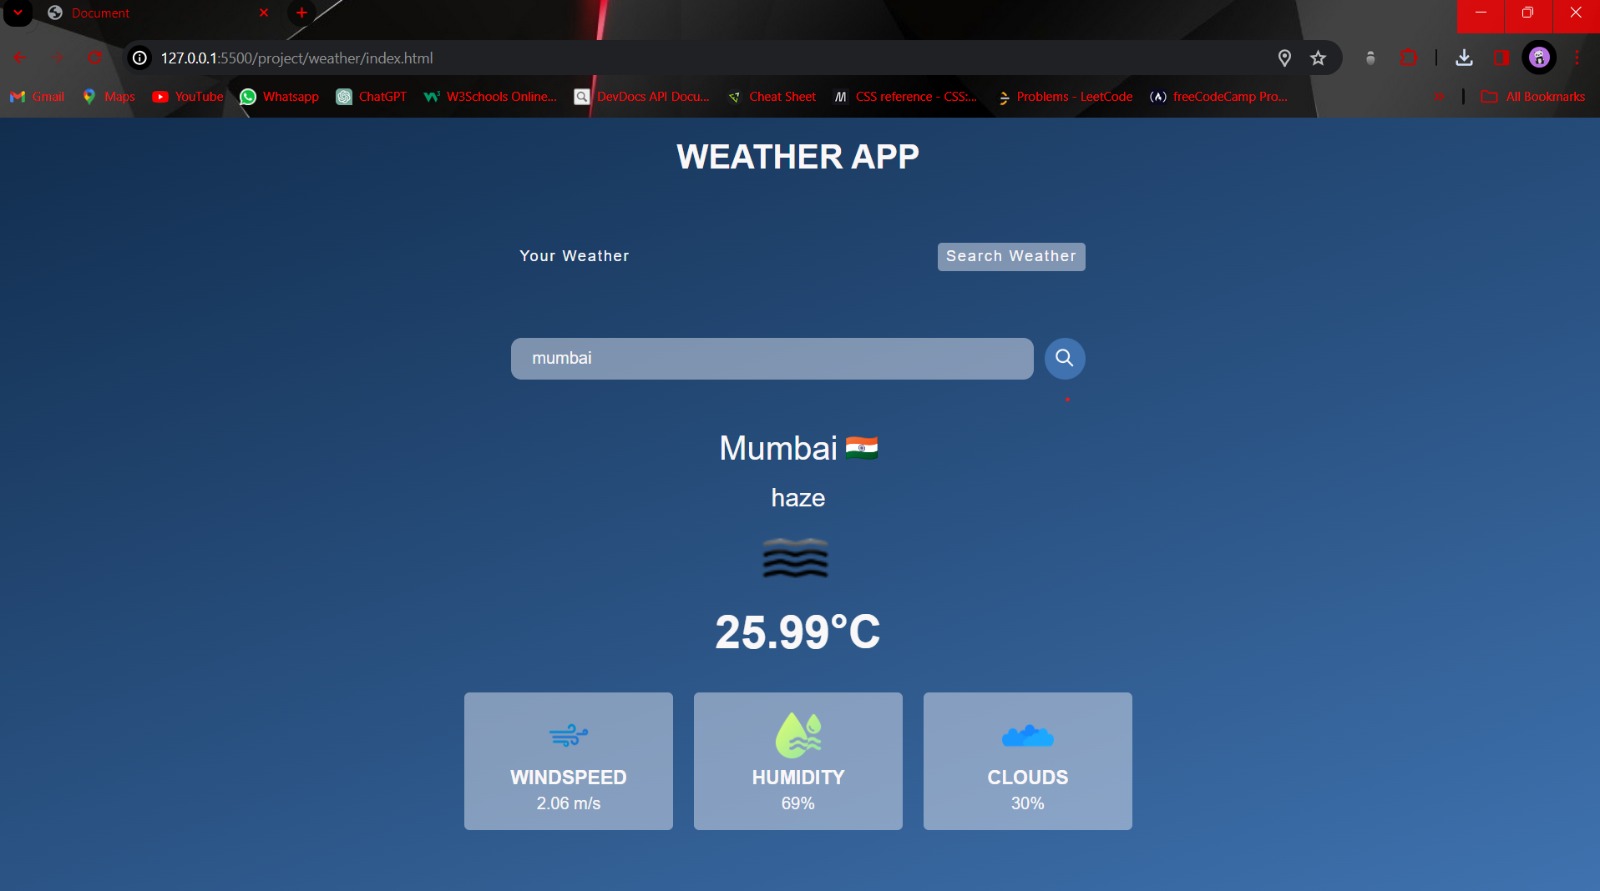 Document
127.0.0.1:5500/project/weather/index.html
Gmail Maps YouTube Whatsapp ChatGPT W3Schools Online... DevDocs API Docu... Cheat Sheet CSS reference - CSS:... Problems - LeetCode freeCodeCamp Pro... All Bookmarks
WEATHER APP
Your Weather Search Weather
mumbai
Mumbai
haze
25.99°C
WINDSPEED HUMIDITY CLOUDS
2.06 m/s 69% 30%